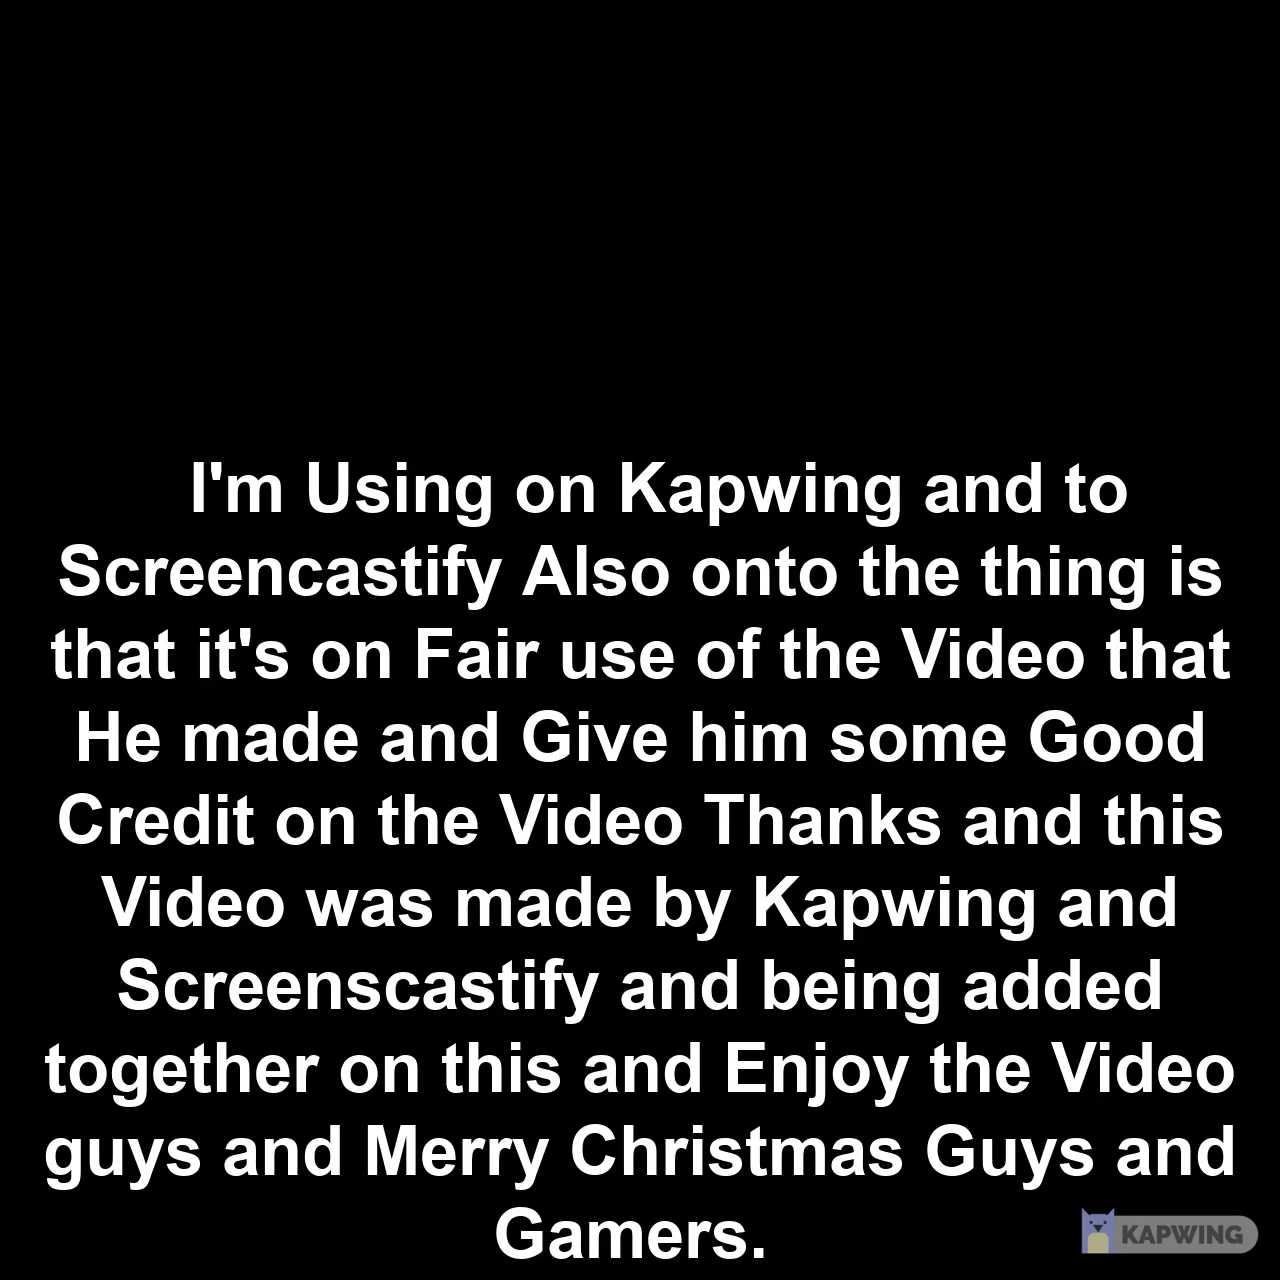 I'm Using on Kapwing and to
Screencastify Also onto the thing is
that it's on Fair use of the Video that
He made and Give him some Good
Credit on the Video Thanks and this
Video was made by Kapwing and
Screenscastify and being added
together on this and Enjoy the Video
guys and Merry Christmas Guys and
Gamers.
KAPWING